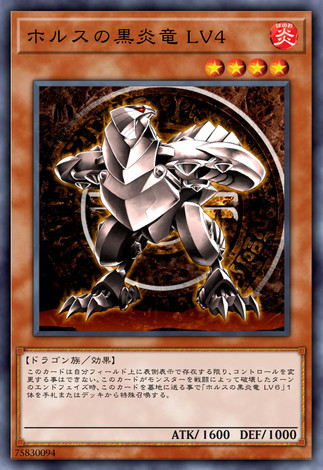 ホルスの黒炎竜 LV4
ほのお
炎
【ドラゴン族／効果】
このカードは自分フィールド上に表側表示で存在する限り、コントロールを変
更する事はできない。このカードがモンスターを戦闘によって破壊したターン
のエンドフェイズ時、このカードを墓地に送る事で「ホルスの黒炎竜 LV6」1
体を手札またはデッキから特殊召喚する。
ATK/ 1600 DEF/1000
75830094